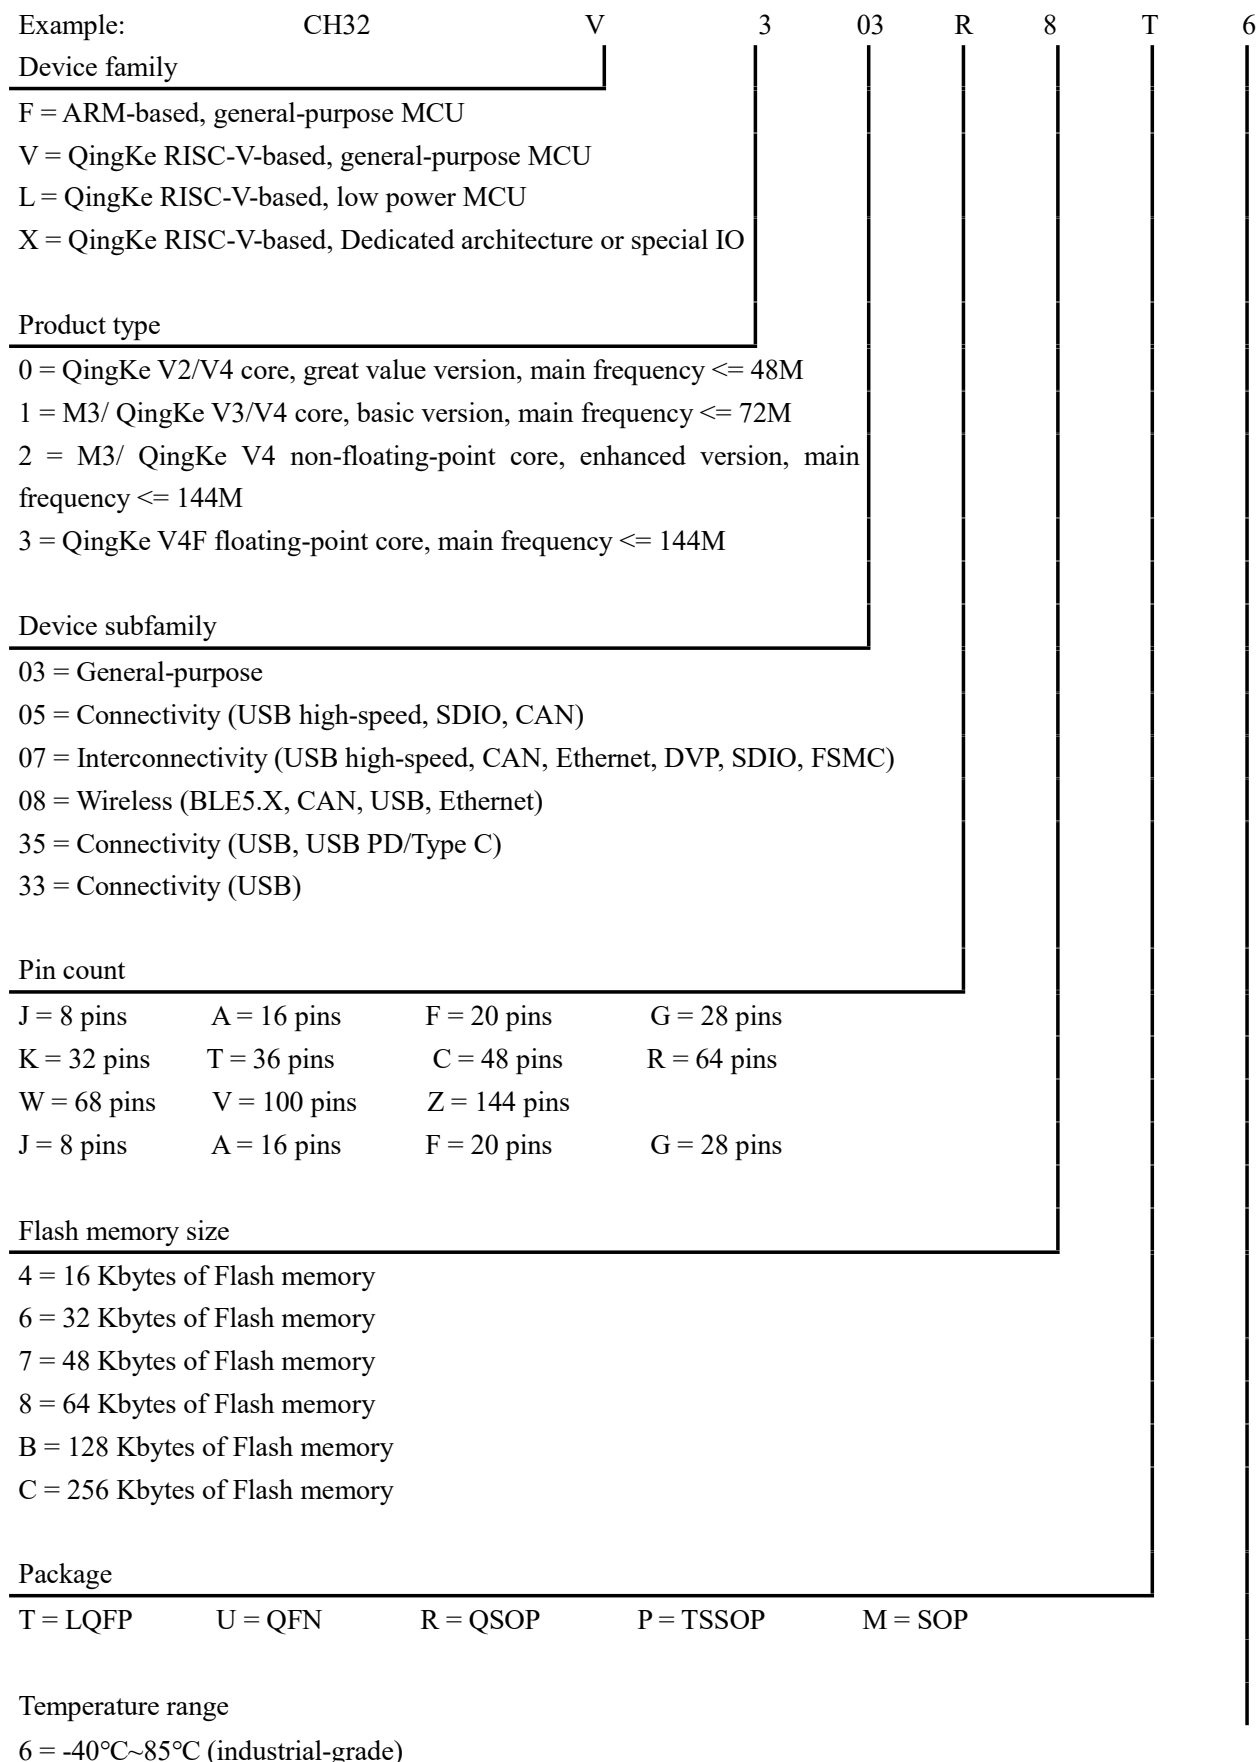 Example: CH32 V 3 03 R 8 T 6
Device family
F = ARM-based, general-purpose MCU
V = QingKe RISC-V-based, general-purpose MCU
L = QingKe RISC-V-based, low power MCU
X = QingKe RISC-V-based, Dedicated architecture or special IO
Product type
0 = QingKe V2/V4 core, great value version, main frequency <= 48M
1 = M3/ QingKe V3/V4 core, basic version, main frequency <= 72M
2 = M3/ QingKe V4 non-floating-point core, enhanced version, main
frequency <= 144M
3 = QingKe V4F floating-point core, main frequency <= 144M
Device subfamily
03 = General-purpose
05 = Connectivity (USB high-speed, SDIO, CAN)
07 = Interconnectivity (USB high-speed, CAN, Ethernet, DVP, SDIO, FSMC)
08 = Wireless (BLE5.X, CAN, USB, Ethernet)
35 = Connectivity (USB, USB PD/Type C)
33 = Connectivity (USB)
Pin count
J = 8 pins A = 16 pins F = 20 pins G = 28 pins
K = 32 pins T = 36 pins C = 48 pins R = 64 pins
W = 68 pins V = 100 pins Z = 144 pins
J = 8 pins A = 16 pins F = 20 pins G = 28 pins
Flash memory size
4 = 16 Kbytes of Flash memory
6 = 32 Kbytes of Flash memory
7 = 48 Kbytes of Flash memory
8 = 64 Kbytes of Flash memory
B = 128 Kbytes of Flash memory
C = 256 Kbytes of Flash memory
Package
T = LQFP U = QFN R = QSOP P = TSSOP M = SOP
Temperature range
6 = -40℃~85℃ (industrial-grade)